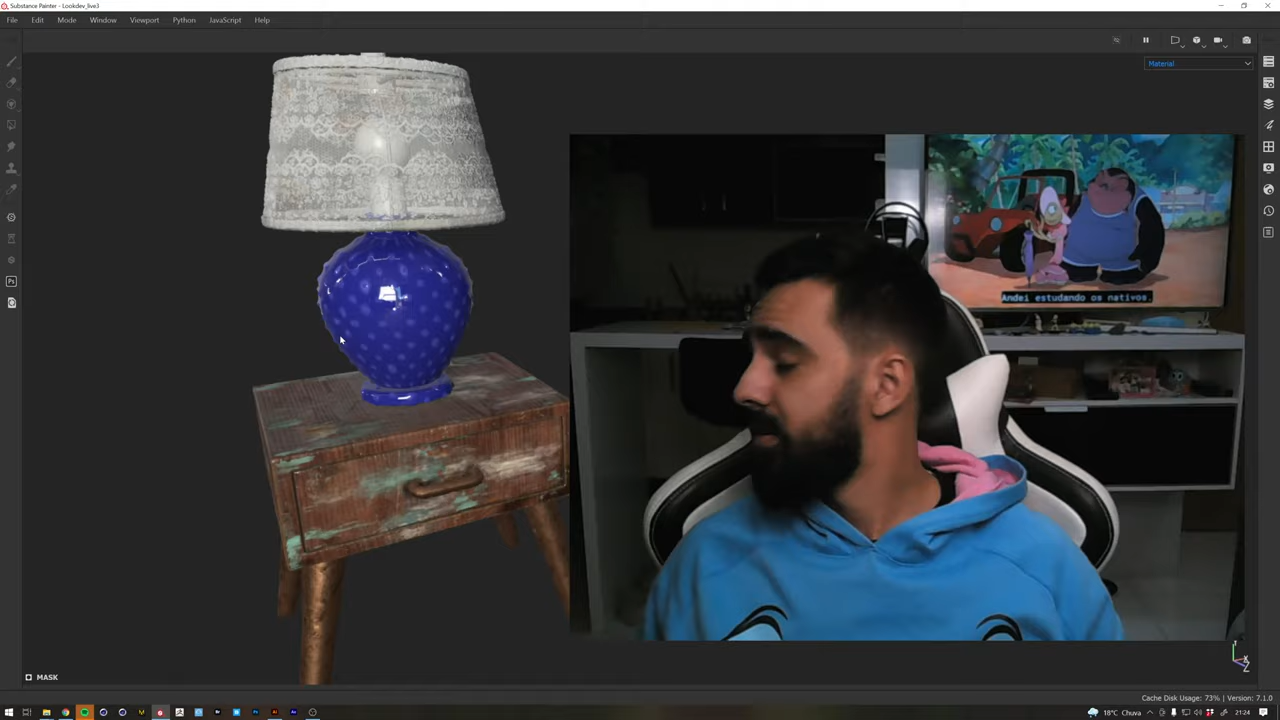 Substance Painter - Lookdev_live3
File Edit Mode Window Viewport Python JavaScript Help
Material
Andei estudando os nativos.
MASK
Cache Disk Usage: 73% | Version: 7.1.0
18°C Chuva
21:24